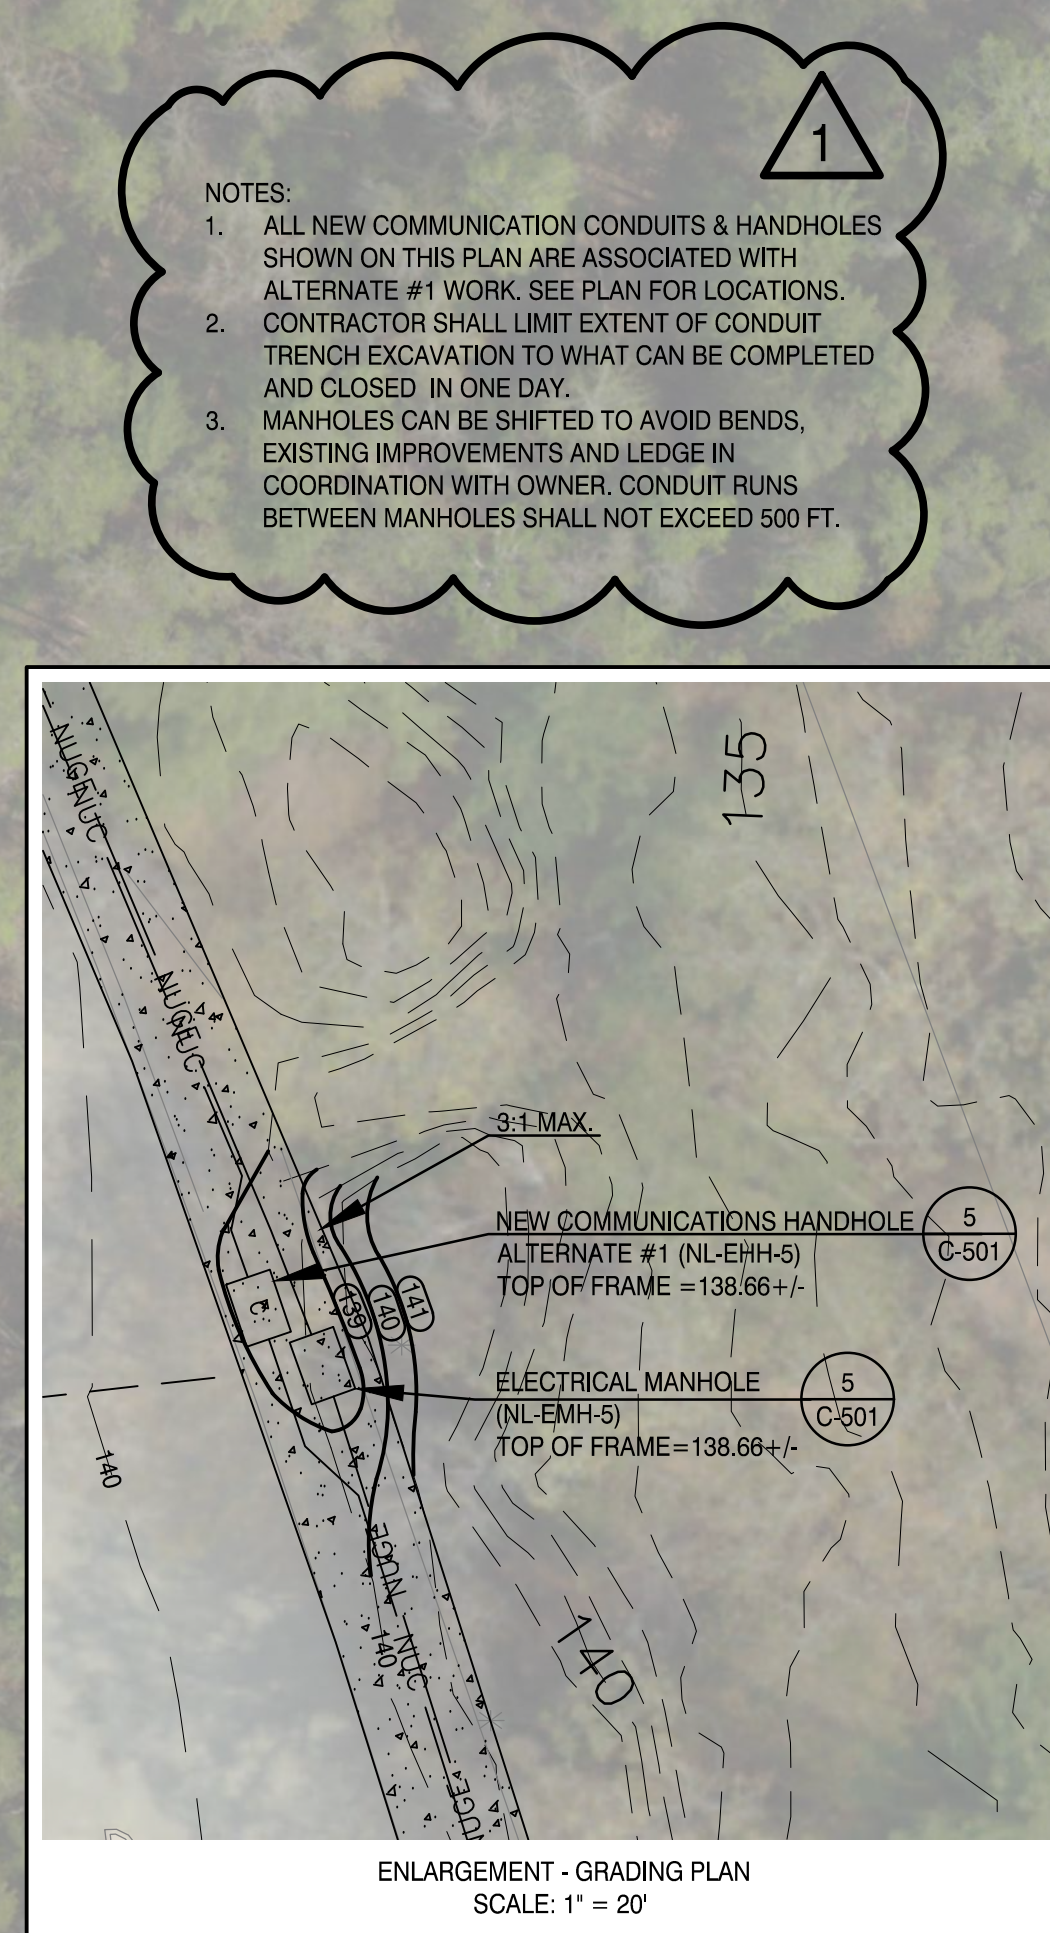 1
NOTES:
1. ALL NEW COMMUNICATION CONDUITS & HANDHOLES
SHOWN ON THIS PLAN ARE ASSOCIATED WITH
ALTERNATE #1 WORK. SEE PLAN FOR LOCATIONS.
2. CONTRACTOR SHALL LIMIT EXTENT OF CONDUIT
TRENCH EXCAVATION TO WHAT CAN BE COMPLETED
AND CLOSED IN ONE DAY.
3. MANHOLES CAN BE SHIFTED TO AVOID BENDS,
EXISTING IMPROVEMENTS AND LEDGE IN
COORDINATION WITH OWNER. CONDUIT RUNS
BETWEEN MANHOLES SHALL NOT EXCEED 500 FT.
NUGE
NUC
135
NUGE
NUC
3:1 MAX.
NEW COMMUNICATIONS HANDHOLE
ALTERNATE #1 (NL-EHH-5)
TOP OF FRAME =138.66+/-
5
C-501
C
139
140
141
ELECTRICAL MANHOLE
(NL-EMH-5)
TOP OF FRAME=138.66+/-
5
C-501
140
NUGE
140
NUC
140
NUGE
ENLARGEMENT - GRADING PLAN
SCALE: 1" = 20'